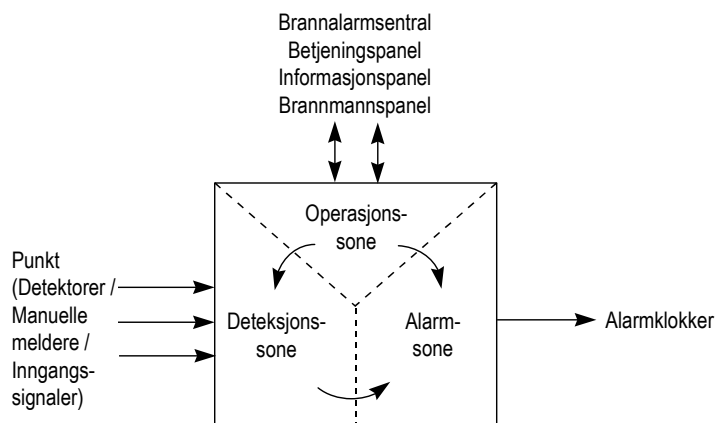 Brannalarmsentral
Betjeningspanel
Informasjonspanel
Brannmannspanel
Operasjons-
sone
Punkt
(Detektorer /
Manuelle
meldere /
Inngangs-
signaler)
Deteksjons-
sone
Alarm-
sone
Alarmklokker